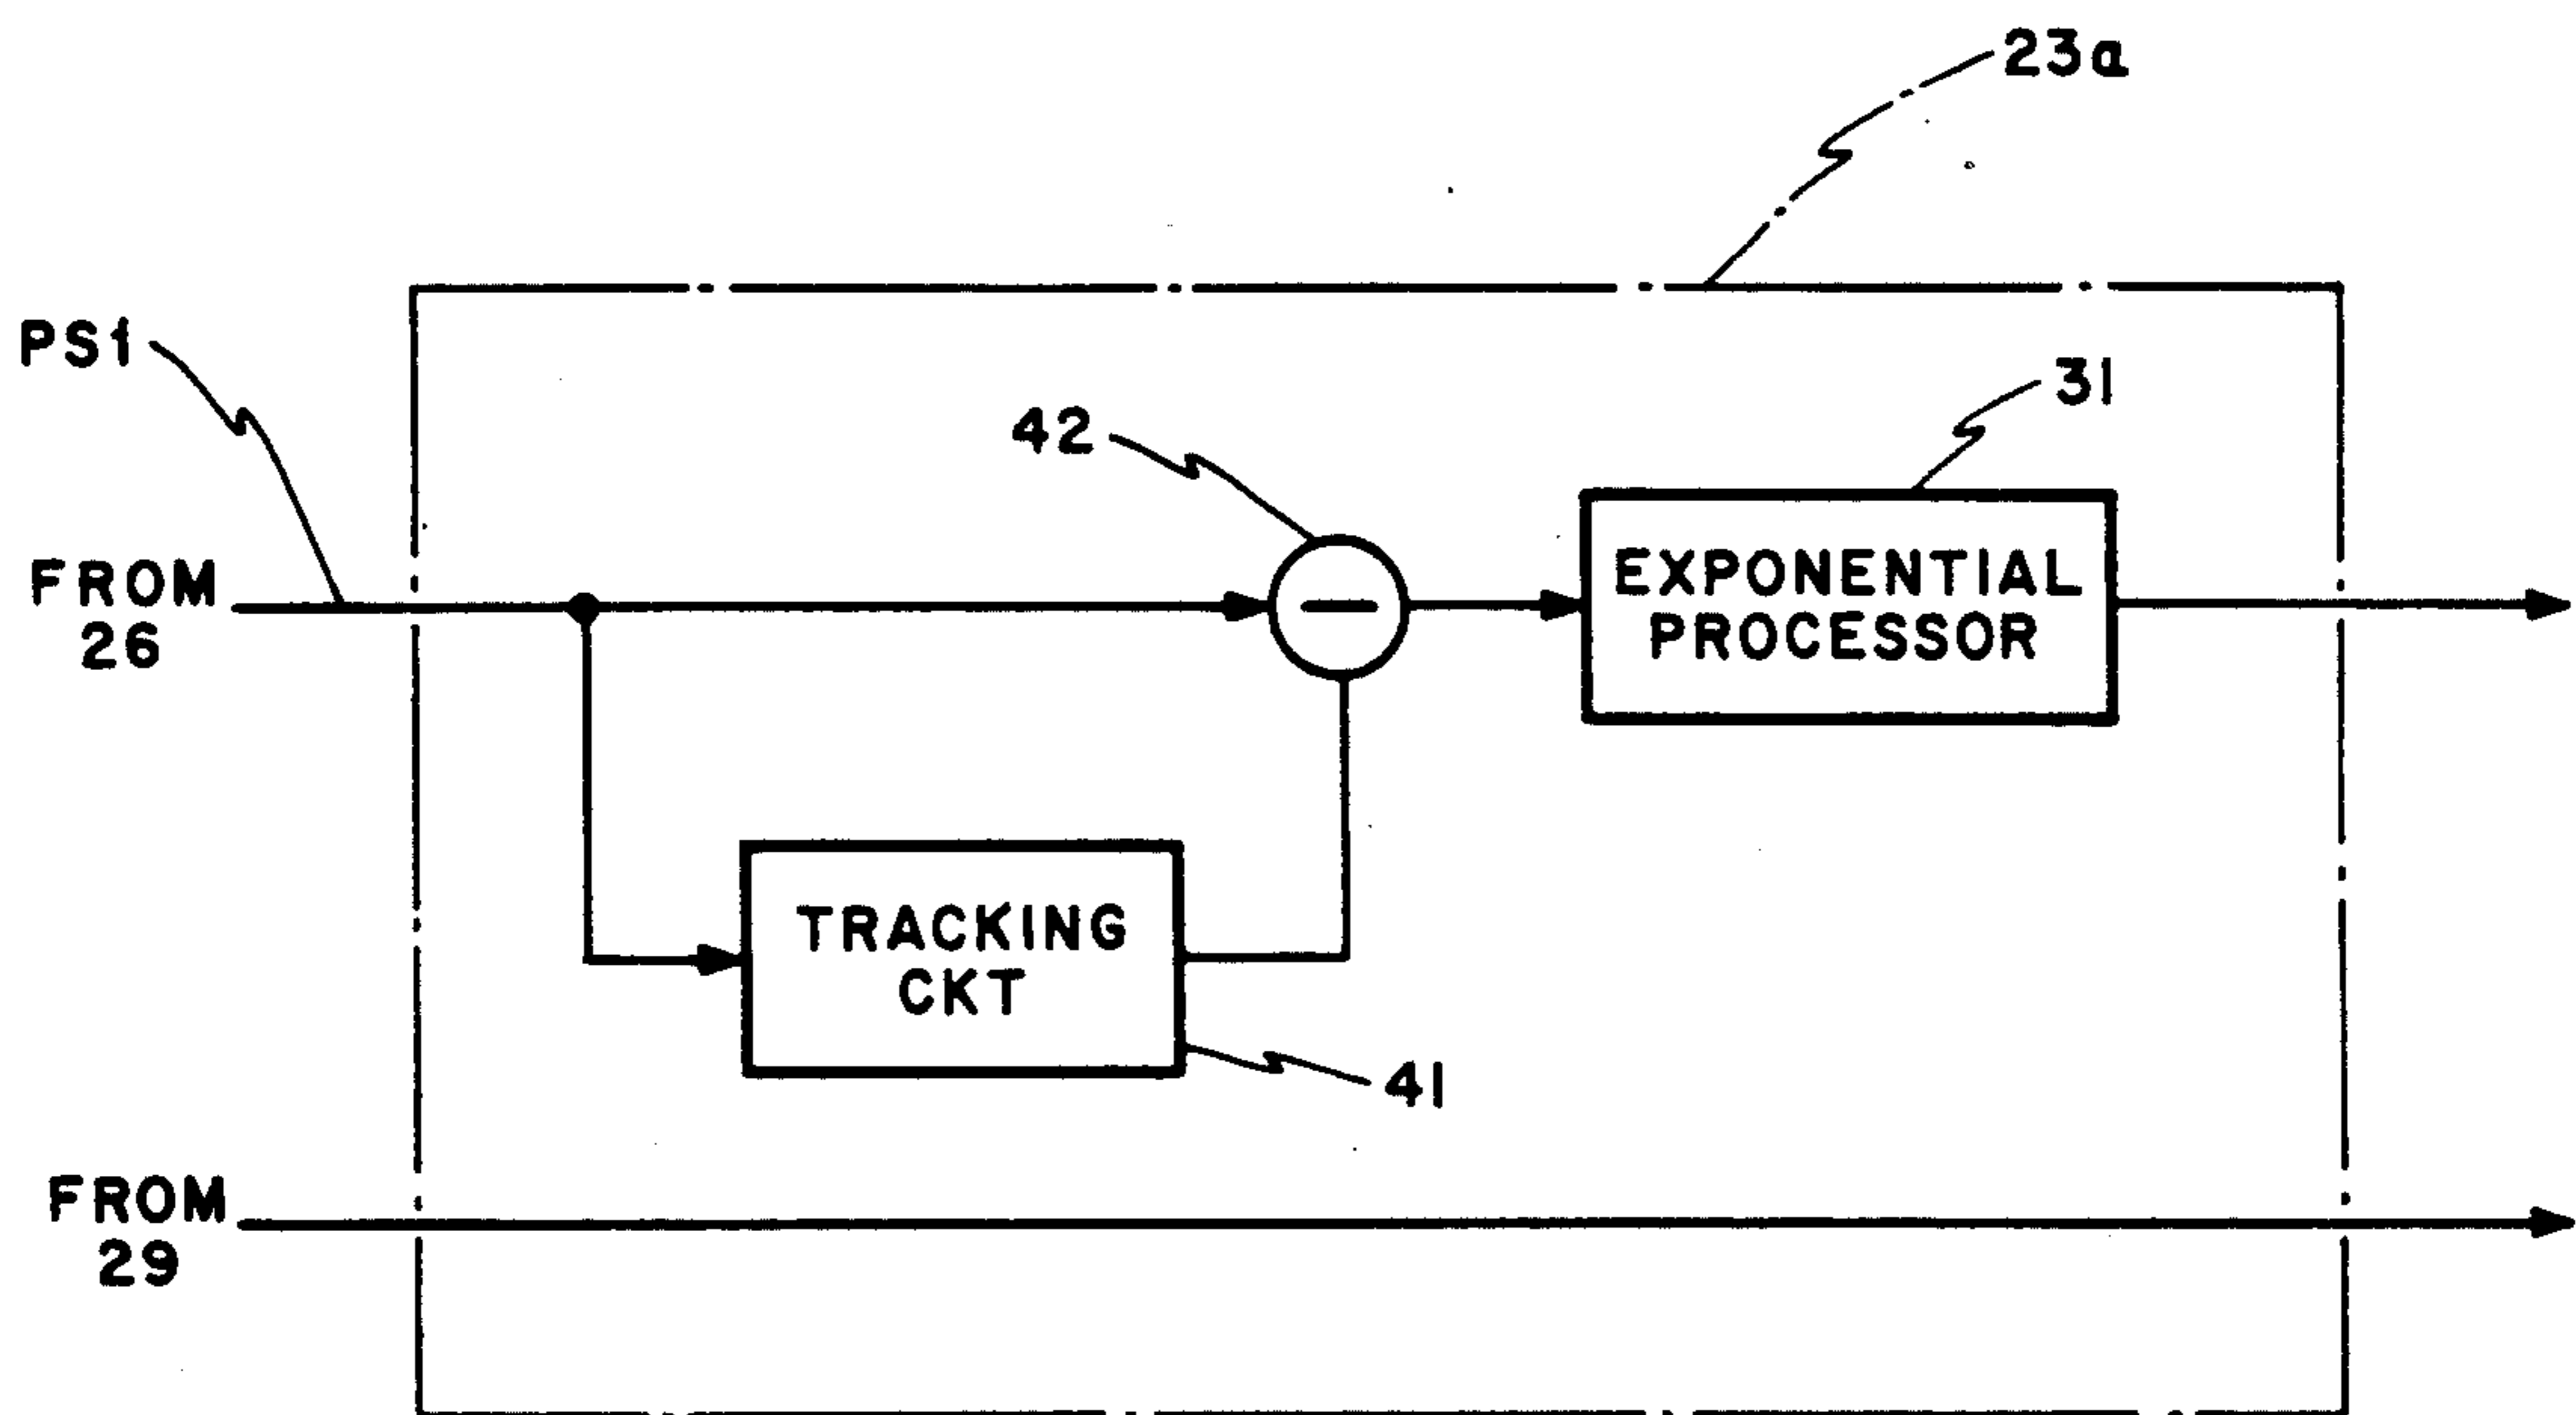 23a
PS1
31
42
FROM
26
EXPONENTIAL
PROCESSOR
TRACKING
CKT
41
FROM
29